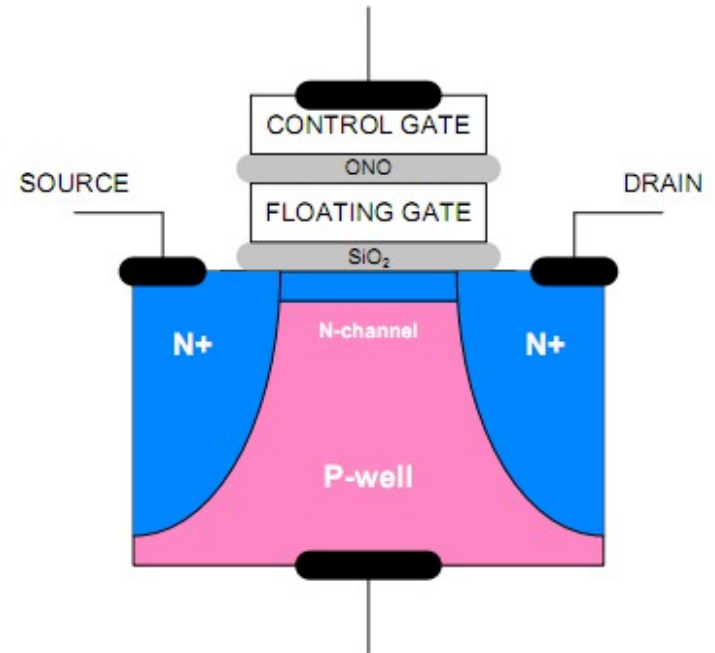 CONTROL GATE
ONO
SOURCE
DRAIN
FLOATING GATE
SiO₂
N-channel
N+
N+
P-well